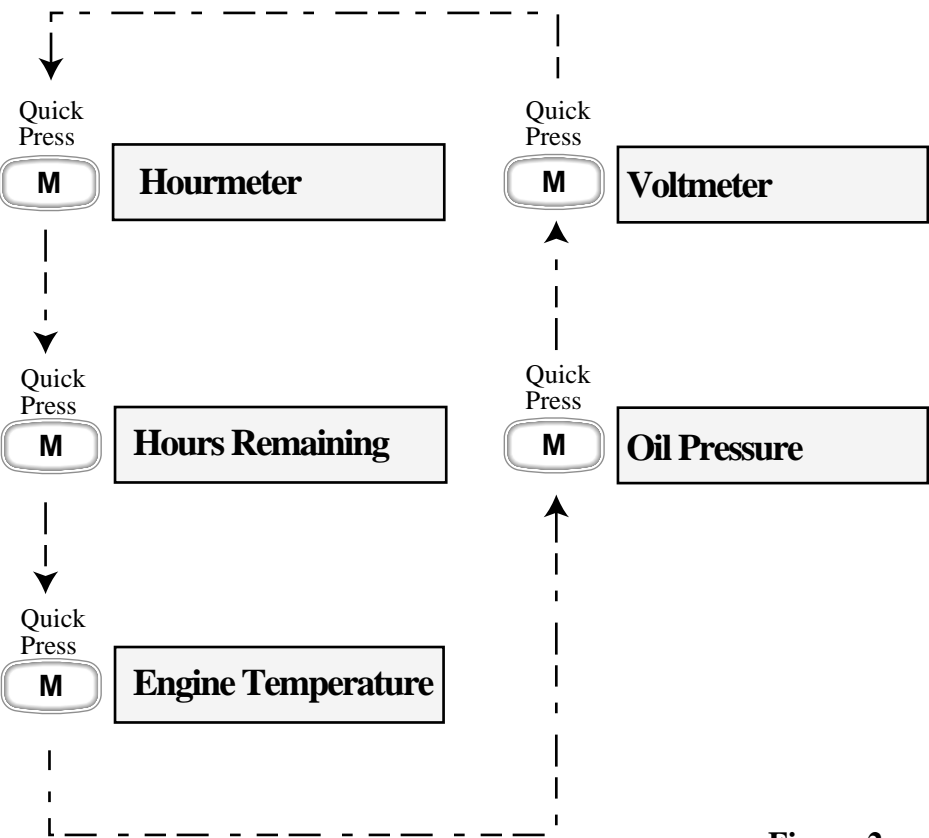 Quick
Press
M
Hourmeter
Quick
Press
M
Hours Remaining
Quick
Press
M
Engine Temperature
Quick
Press
M
Oil Pressure
Quick
Press
M
Voltmeter